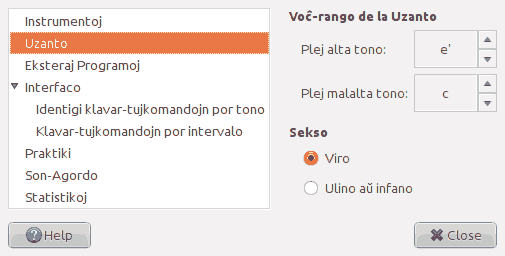 Instrumentoj
Uzanto
Eksteraj Programoj
Interfaco
Identigi klavar-tujkomandojn por tono
Klavar-tujkomandojn por intervalo
Praktiki
Son-Agordo
Statistikoj
Voĉ-rango de la Uzanto
Plej alta tono: e'
Plej malalta tono: c
Sekso
Viro
Ulino aŭ infano
Help
Close